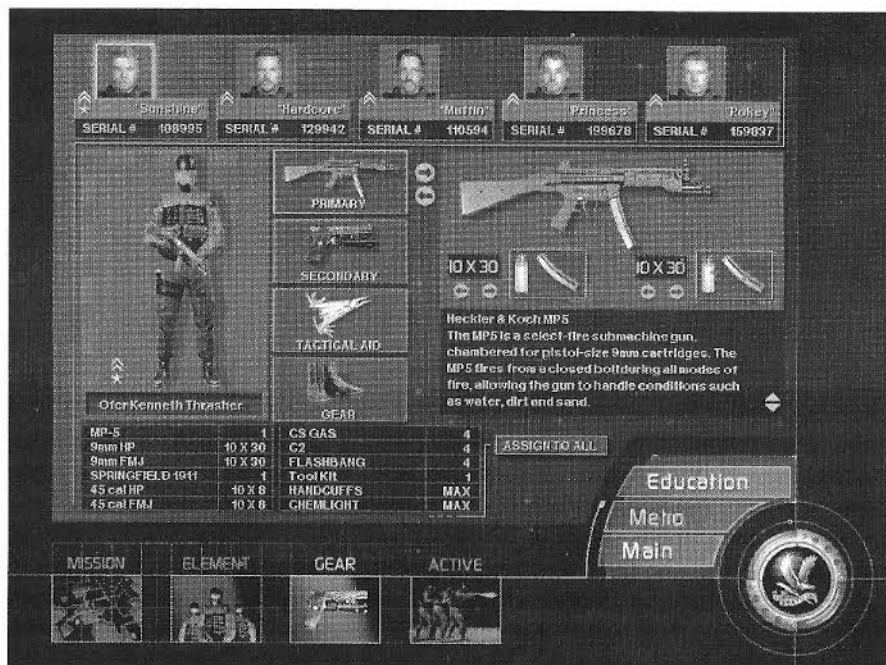 "Sunshine"
"Hardcore"
"Muffin"
"Princess"
"Pokey"
SERIAL # 108995
SERIAL # 129942
SERIAL # 110594
SERIAL # 199678
SERIAL # 159837
PRIMARY
SECONDARY
TACTICAL AID
GEAR
10 X 30
10 X 30
Heckler & Koch MP5
The MP5 is a select-fire submachine gun,
chambered for pistol-size 9mm cartridges. The
MP5 fires from a closed bolt during all modes of
fire, allowing the gun to handle conditions such
as water, dirt and sand.
Ofcr Kenneth Thrasher
MP-5 1
9mm HP 10 X 30
9mm FMJ 10 X 30
SPRINGFIELD 1911 1
45 cal HP 10 X 8
45 cal FMJ 10 X 8
CS GAS 4
C2 4
FLASHBANG 4
Tool Kit 1
HANDCUFFS MAX
CHEMLIGHT MAX
ASSIGN TO ALL
Education
Metro
Main
MISSION
ELEMENT
GEAR
ACTIVE